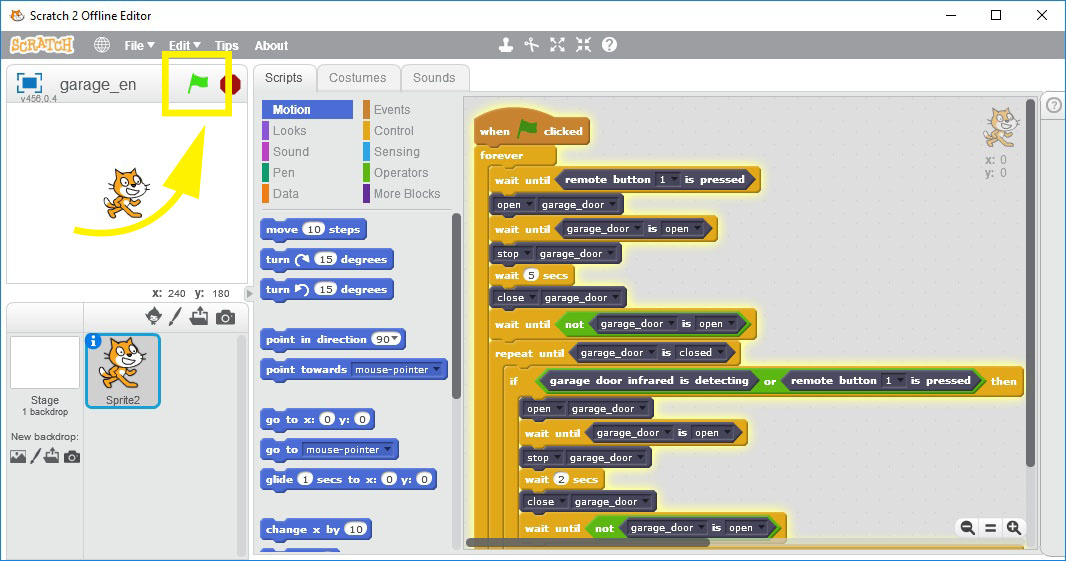 Scratch 2 Offline Editor
SCRATCH File Edit Tips About
garage_en
v456.0.4
x: 240 y: 180
Stage
1 backdrop
New backdrop:
Sprite2
Scripts Costumes Sounds
Motion Events
Looks Control
Sound Sensing
Pen Operators
Data More Blocks
move 10 steps
turn 15 degrees
turn 15 degrees
point in direction 90
point towards mouse-pointer
go to x: 0 y: 0
go to mouse-pointer
glide 1 secs to x: 0 y: 0
change x by 10
when clicked
forever
wait until remote button 1 is pressed
open garage_door
wait until garage_door is open
stop garage_door
wait 5 secs
close garage_door
wait until not garage_door is open
repeat until garage_door is closed
if garage door infrared is detecting or remote button 1 is pressed then
open garage_door
wait until garage_door is open
stop garage_door
wait 2 secs
close garage_door
wait until not garage_door is open
x: 0
y: 0